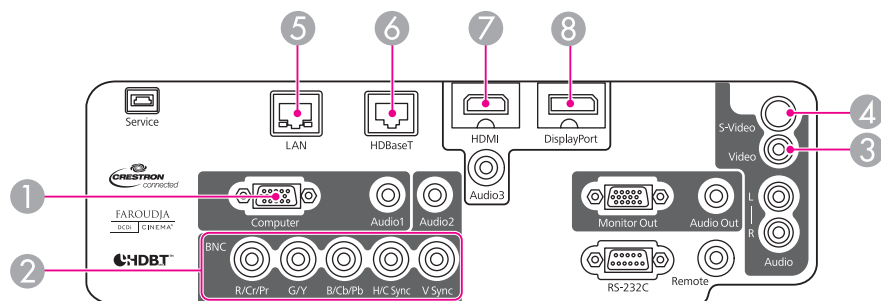 5 6 7 8
Service
LAN
HDBaseT
HDMI
DisplayPort
S-Video
4
Video
3
CRESTRON
connected
1
Computer
Audio1
Audio2
Audio3
Monitor Out
Audio Out
L
R
Audio
FAROUDJA
DCDi CINEMA
2
BNC
HDBT™
R/Cr/Pr
G/Y
B/Cb/Pb
H/C Sync
V Sync
RS-232C
Remote